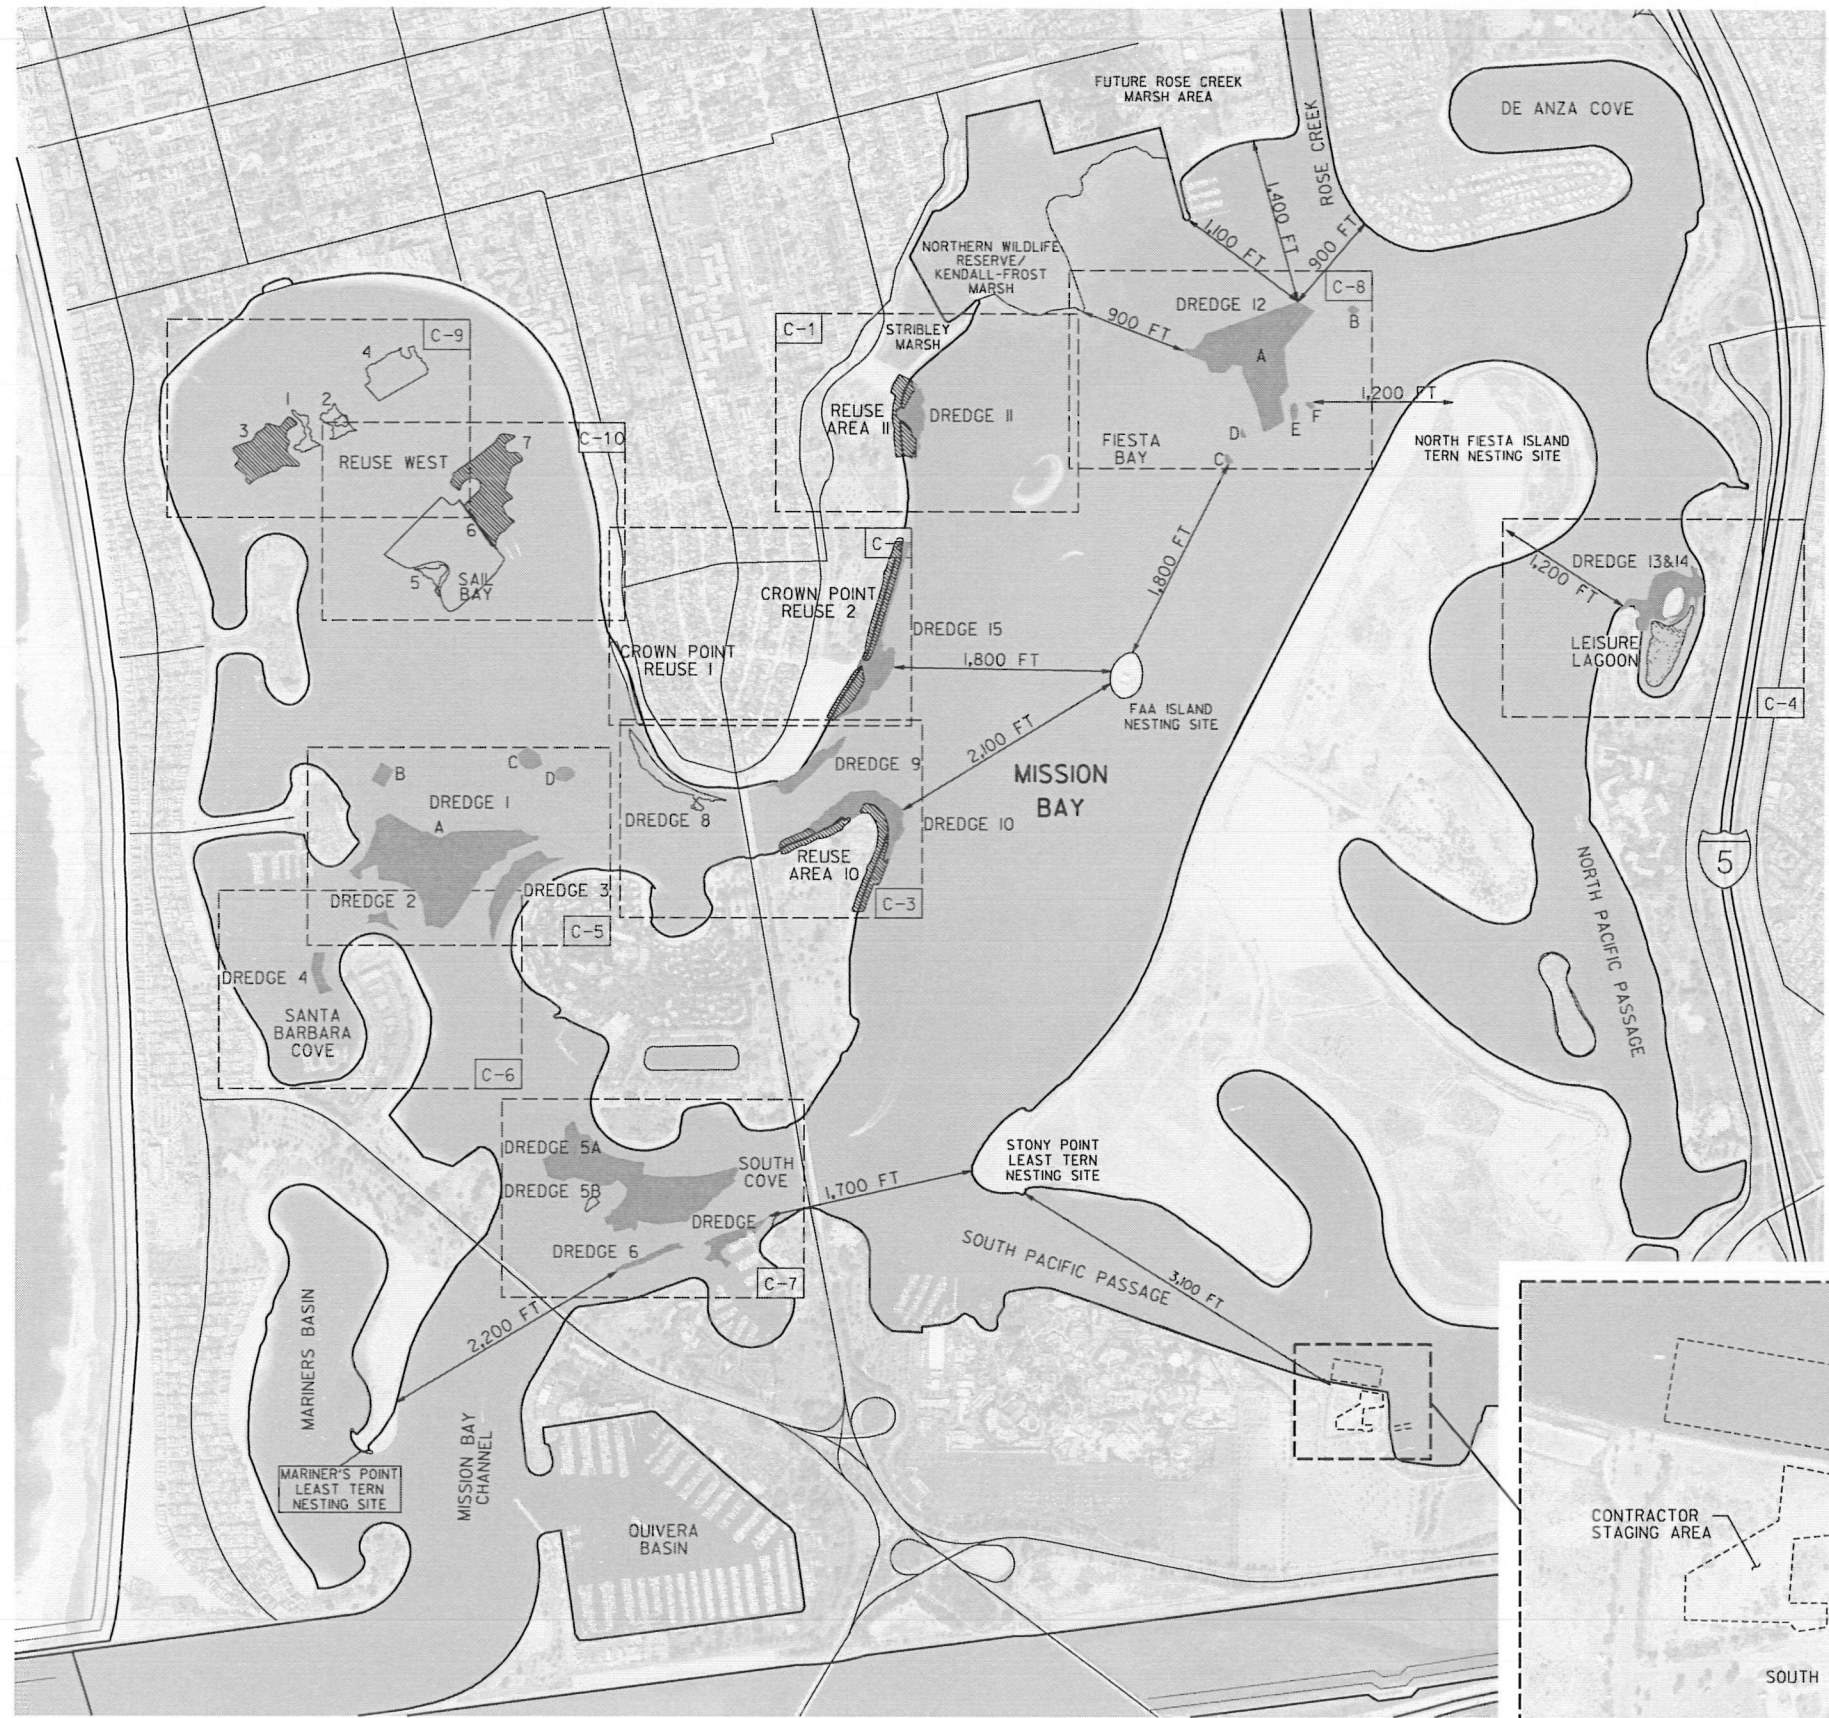 FUTURE ROSE CREEK
MARSH AREA
ROSE CREEK
DE ANZA COVE
1,400 FT
1,100 FT
900 FT
NORTHERN WILDLIFE
RESERVE/
KENDALL-FROST
MARSH
C-8
DREDGE 12
B
A
900 FT
C-9
4
C-1
STRIBLEY
MARSH
1
2
3
7
C-10
REUSE WEST
6
5
SAIL
BAY
REUSE
AREA 11
DREDGE 11
FIESTA
BAY
D
E
F
C
1,200 FT
NORTH FIESTA ISLAND
TERN NESTING SITE
C-
CROWN POINT
REUSE 2
1,800 FT
1,200 FT
DREDGE 13&14
LEISURE
LAGOON
C-4
CROWN POINT
REUSE 1
DREDGE 15
1,800 FT
FAA ISLAND
NESTING SITE
2,100 FT
MISSION
BAY
B
C
D
DREDGE 1
A
DREDGE 8
DREDGE 9
DREDGE 10
REUSE
AREA 10
C-3
5
DREDGE 2
DREDGE 3
C-5
DREDGE 4
SANTA
BARBARA
COVE
C-6
NORTH PACIFIC PASSAGE
DREDGE 5A
SOUTH
COVE
DREDGE 5B
DREDGE
DREDGE 6
C-7
1,700 FT
STONY POINT
LEAST TERN
NESTING SITE
SOUTH PACIFIC PASSAGE
3,100 FT
2,200 FT
MARINERS BASIN
MISSION BAY
CHANNEL
MARINER'S POINT
LEAST TERN
NESTING SITE
QUIVERA
BASIN
CONTRACTOR
STAGING AREA
SOUTH